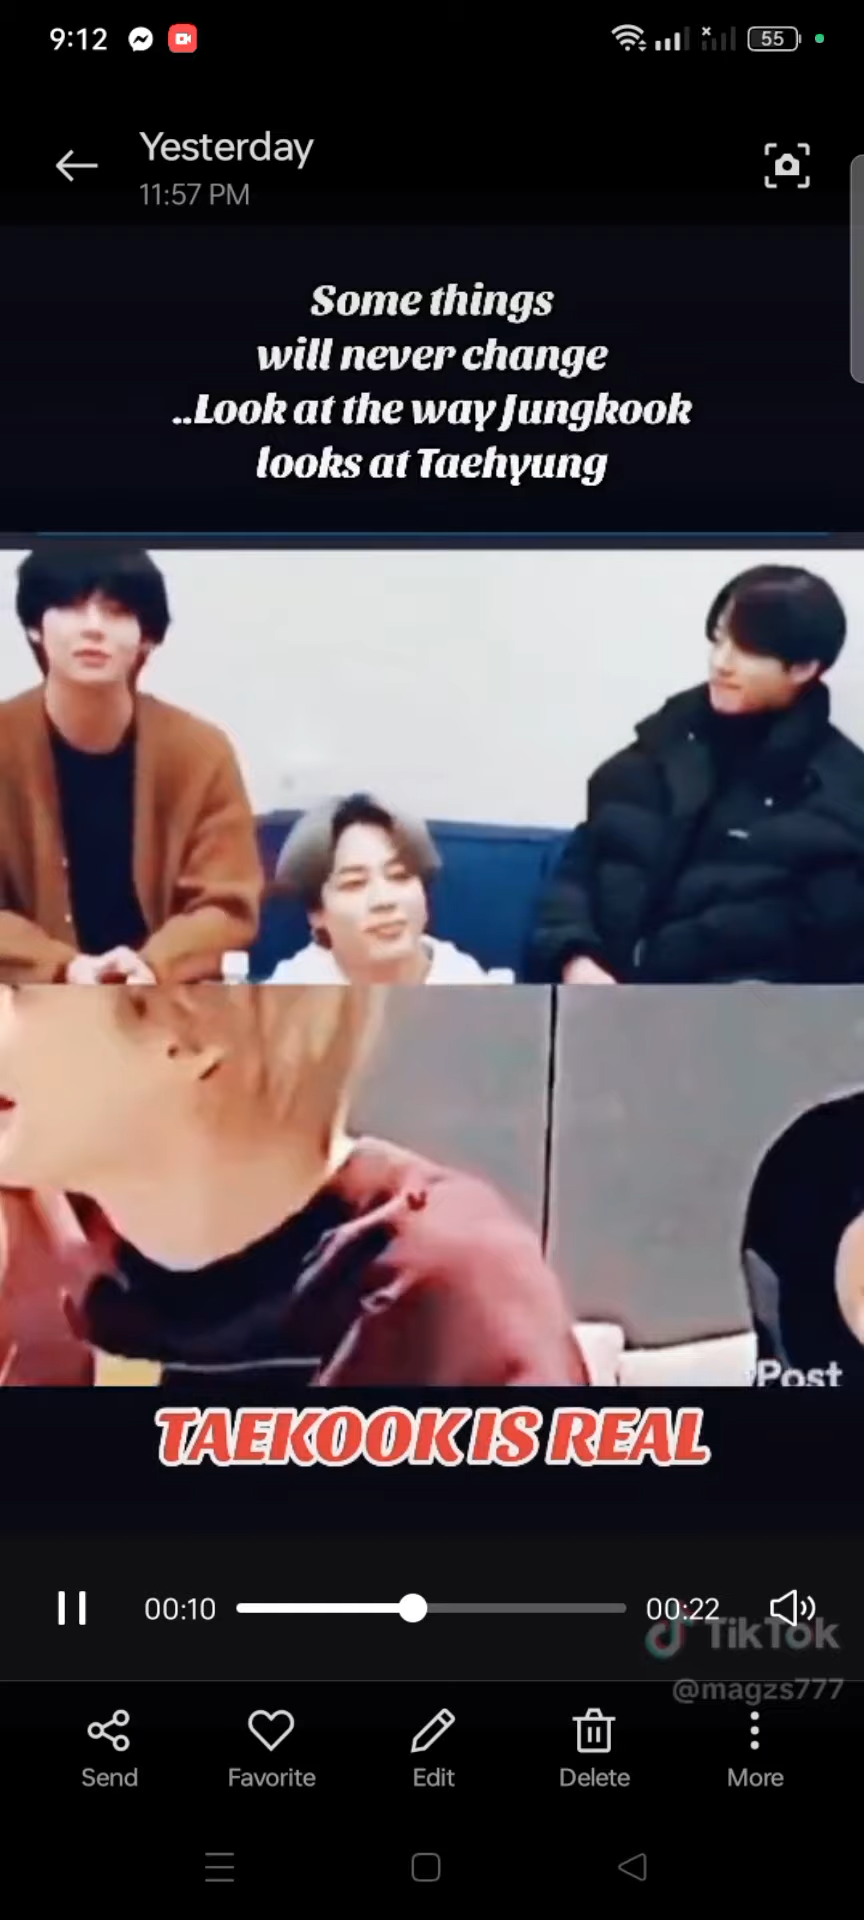 9:12
55
Yesterday
11:57 PM
Some things
will never change
..Look at the way Jungkook
looks at Taehyung
Post
TAEKOOK IS REAL
00:10
00:22
TikTok
@magzs777
Send
Favorite
Edit
Delete
More